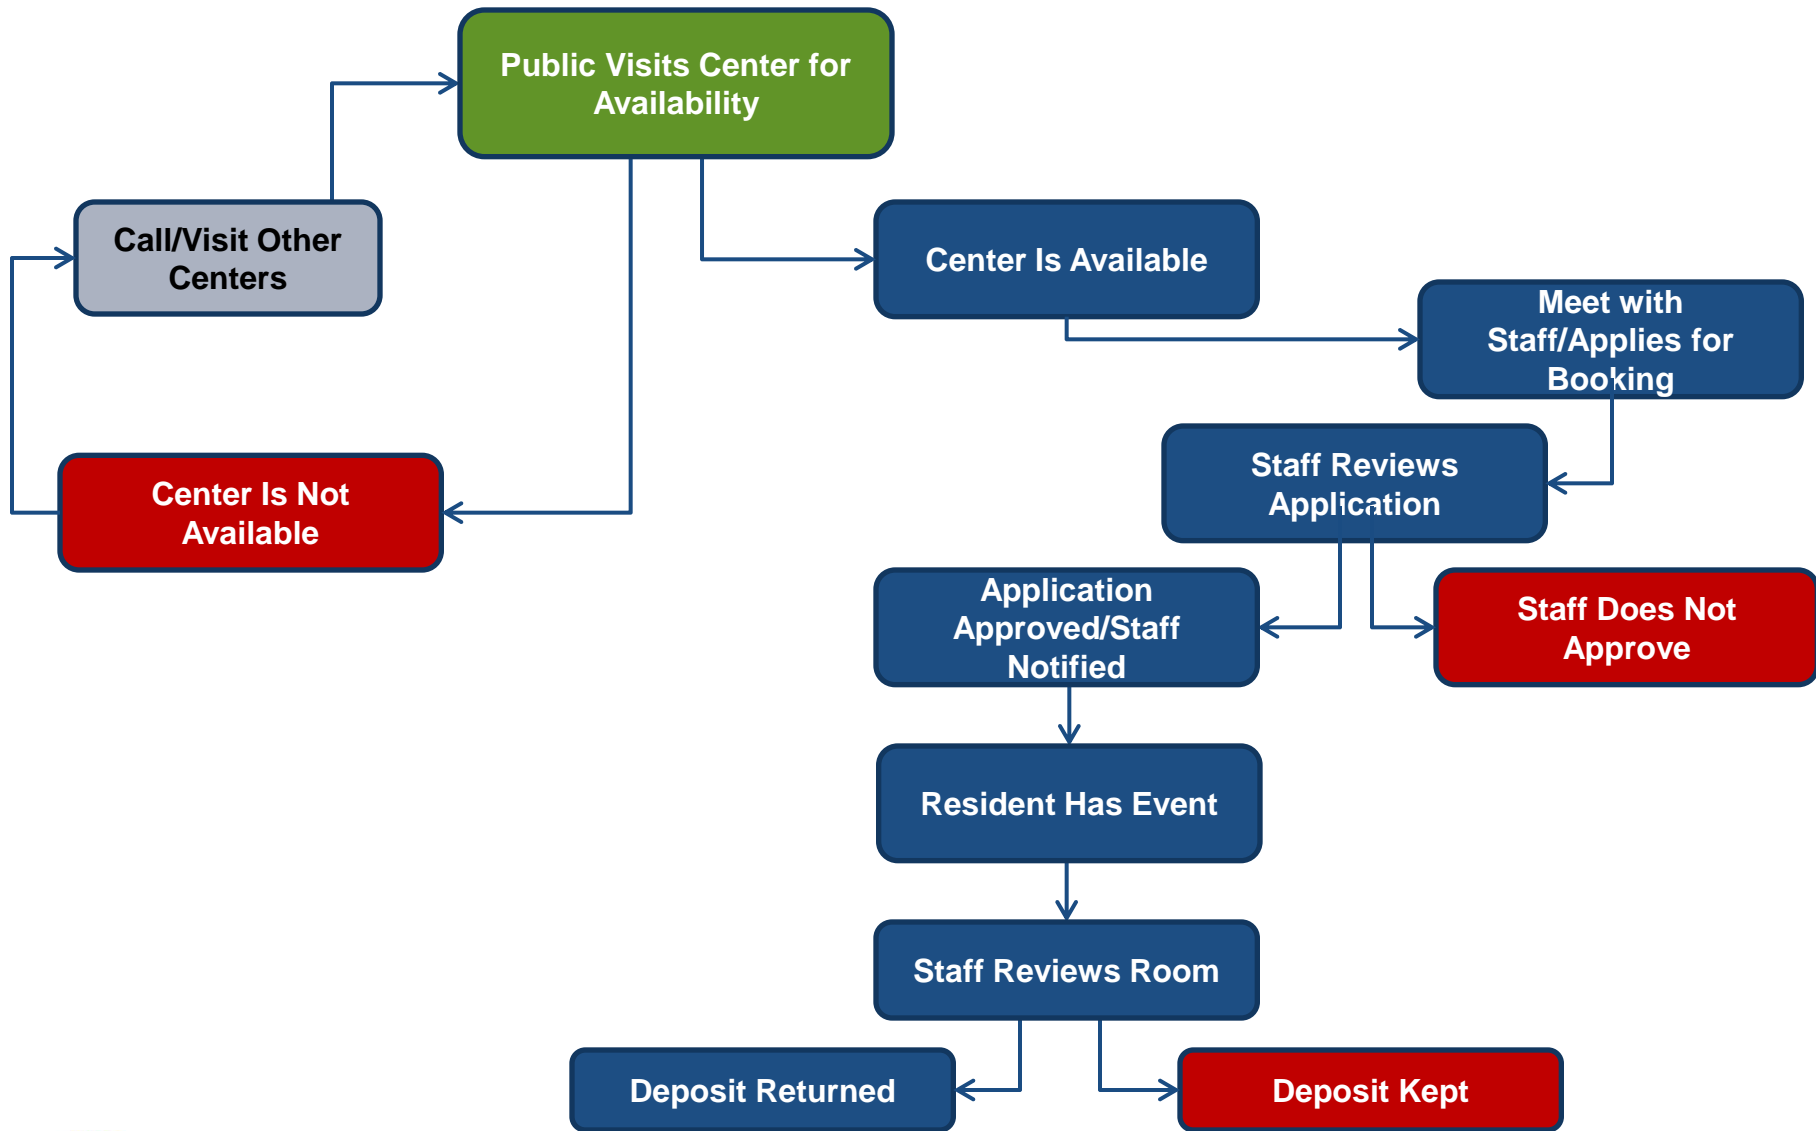 Public Visits Center for
Availability
Call/Visit Other
Centers
Center Is Available
Meet with
Staff/Applies for
Booking
Center Is Not
Available
Staff Reviews
Application
Application
Approved/Staff
Notified
Staff Does Not
Approve
Resident Has Event
Staff Reviews Room
Deposit Returned
Deposit Kept